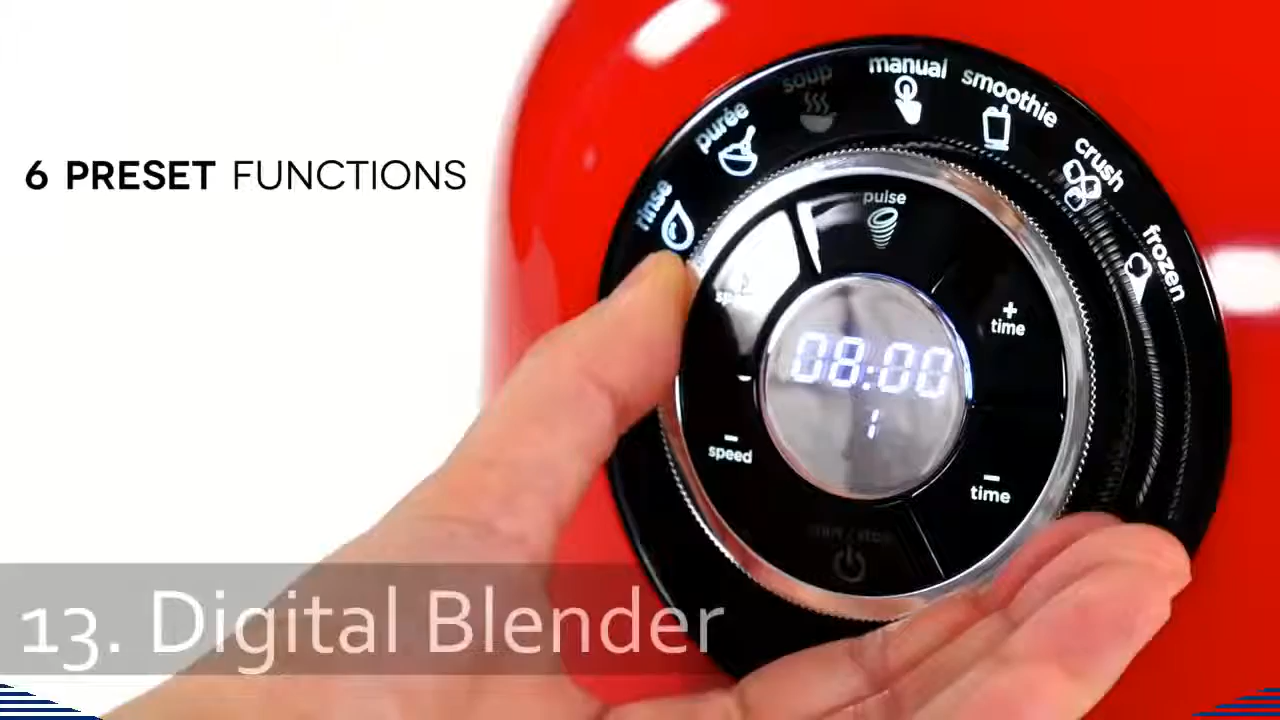 6 PRESET FUNCTIONS
rinse
purée
soup
manual
smoothie
crush
frozen
pulse
+
time
08:00
1
−
speed
−
time
13. Digital Blender